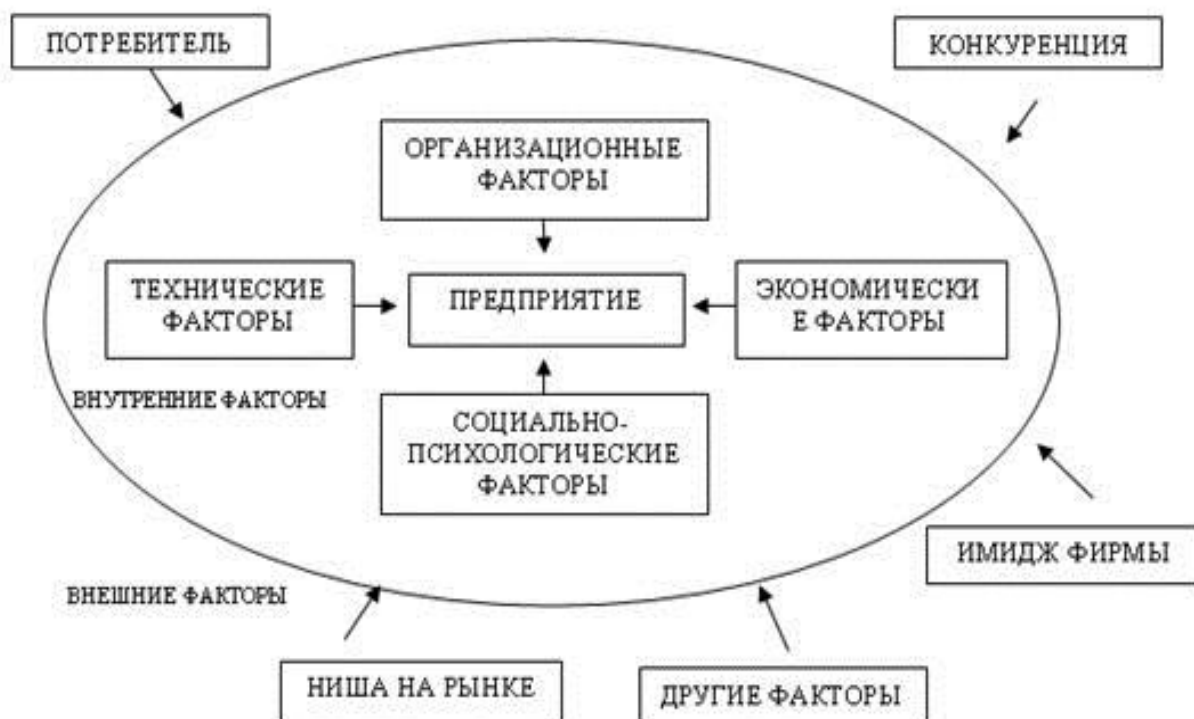 ПОТРЕБИТЕЛЬ
КОНКУРЕНЦИЯ
ОРГАНИЗАЦИОННЫЕ
ФАКТОРЫ
ТЕХНИЧЕСКИЕ
ФАКТОРЫ
ПРЕДПРИЯТИЕ
ЭКОНОМИЧЕСКИ
Е ФАКТОРЫ
ВНУТРЕННИЕ ФАКТОРЫ
СОЦИАЛЬНО-
ПСИХОЛОГИЧЕСКИЕ
ФАКТОРЫ
ИМИДЖ ФИРМЫ
ВНЕШНИЕ ФАКТОРЫ
НИША НА РЫНКЕ
ДРУГИЕ ФАКТОРЫ